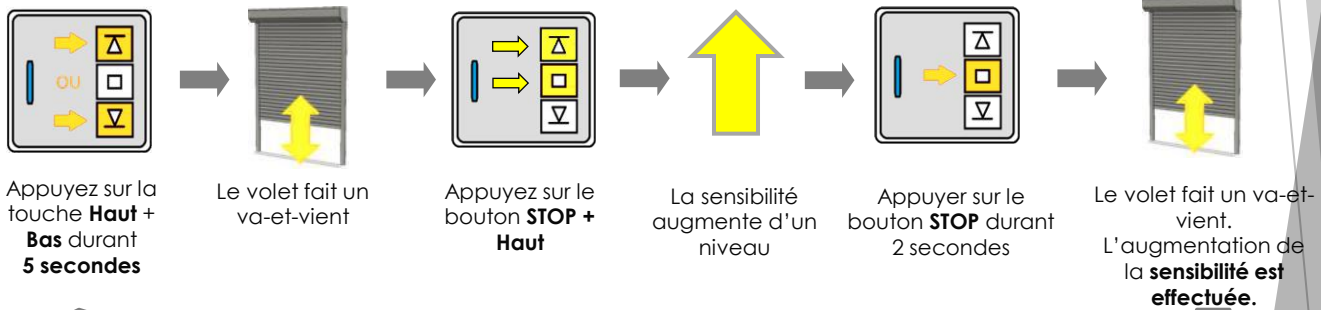 OU
Appuyez sur la
touche Haut +
Bas durant
5 secondes
Le volet fait un
va-et-vient
Appuyez sur le
bouton STOP +
Haut
La sensibilité
augmente d'un
niveau
Appuyer sur le
bouton STOP durant
2 secondes
Le volet fait un va-et-
vient.
L'augmentation de
la sensibilité est
effectuée.